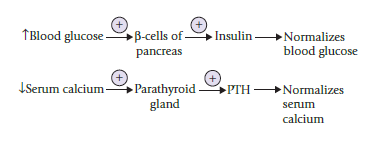 + +
↑Blood glucose → β-cells of → Insulin → Normalizes
pancreas blood glucose
+ +
↓Serum calcium → Parathyroid → PTH → Normalizes
gland serum
calcium